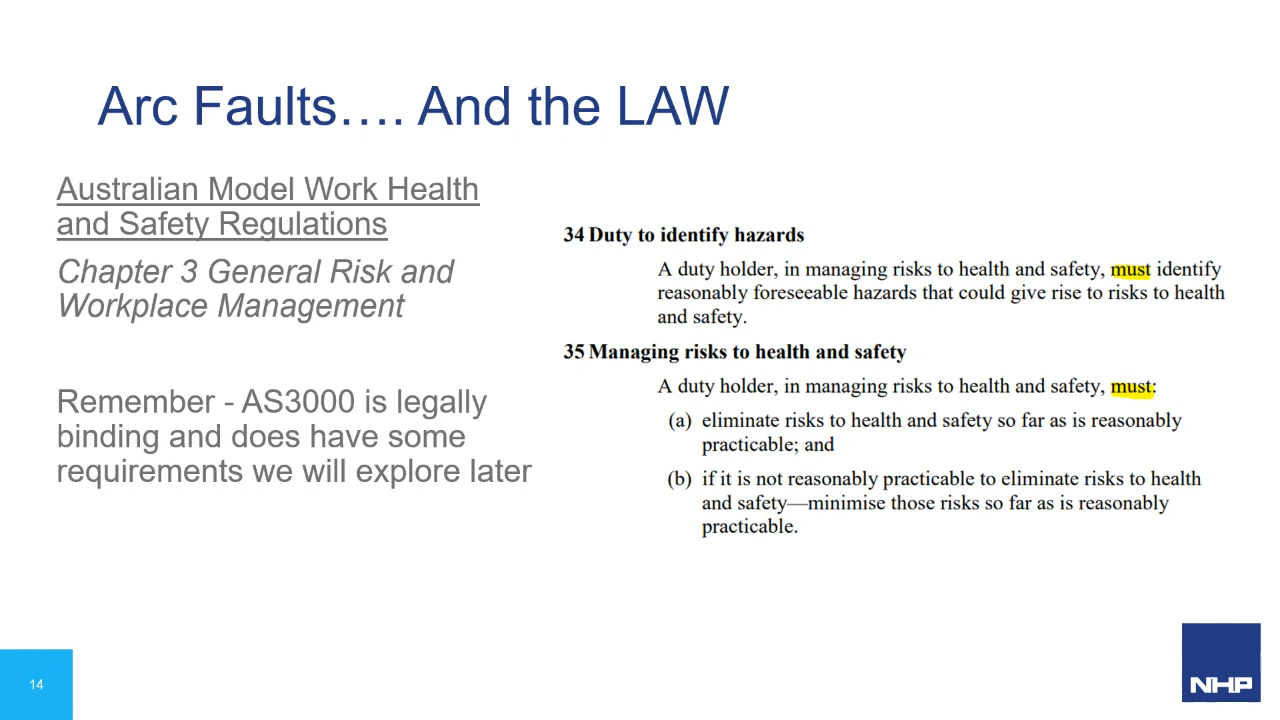 Arc Faults…. And the LAW
Australian Model Work Health
and Safety Regulations
Chapter 3 General Risk and
Workplace Management
Remember - AS3000 is legally
binding and does have some
requirements we will explore later
34 Duty to identify hazards
A duty holder, in managing risks to health and safety, must identify
reasonably foreseeable hazards that could give rise to risks to health
and safety.
35 Managing risks to health and safety
A duty holder, in managing risks to health and safety, must:
(a) eliminate risks to health and safety so far as is reasonably
practicable; and
(b) if it is not reasonably practicable to eliminate risks to health
and safety—minimise those risks so far as is reasonably
practicable.
14
NHP